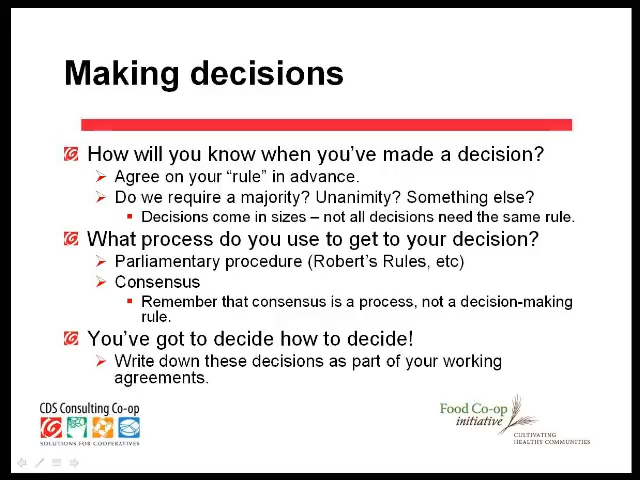 Making decisions
How will you know when you've made a decision?
Agree on your “rule” in advance.
Do we require a majority? Unanimity? Something else?
Decisions come in sizes – not all decisions need the same rule.
What process do you use to get to your decision?
Parliamentary procedure (Robert's Rules, etc)
Consensus
Remember that consensus is a process, not a decision-making
rule.
You've got to decide how to decide!
Write down these decisions as part of your working
agreements.
CDS Consulting Co-op
SOLUTIONS FOR COOPERATIVES
Food Co-op
initiative
CULTIVATING
HEALTHY COMMUNITIES